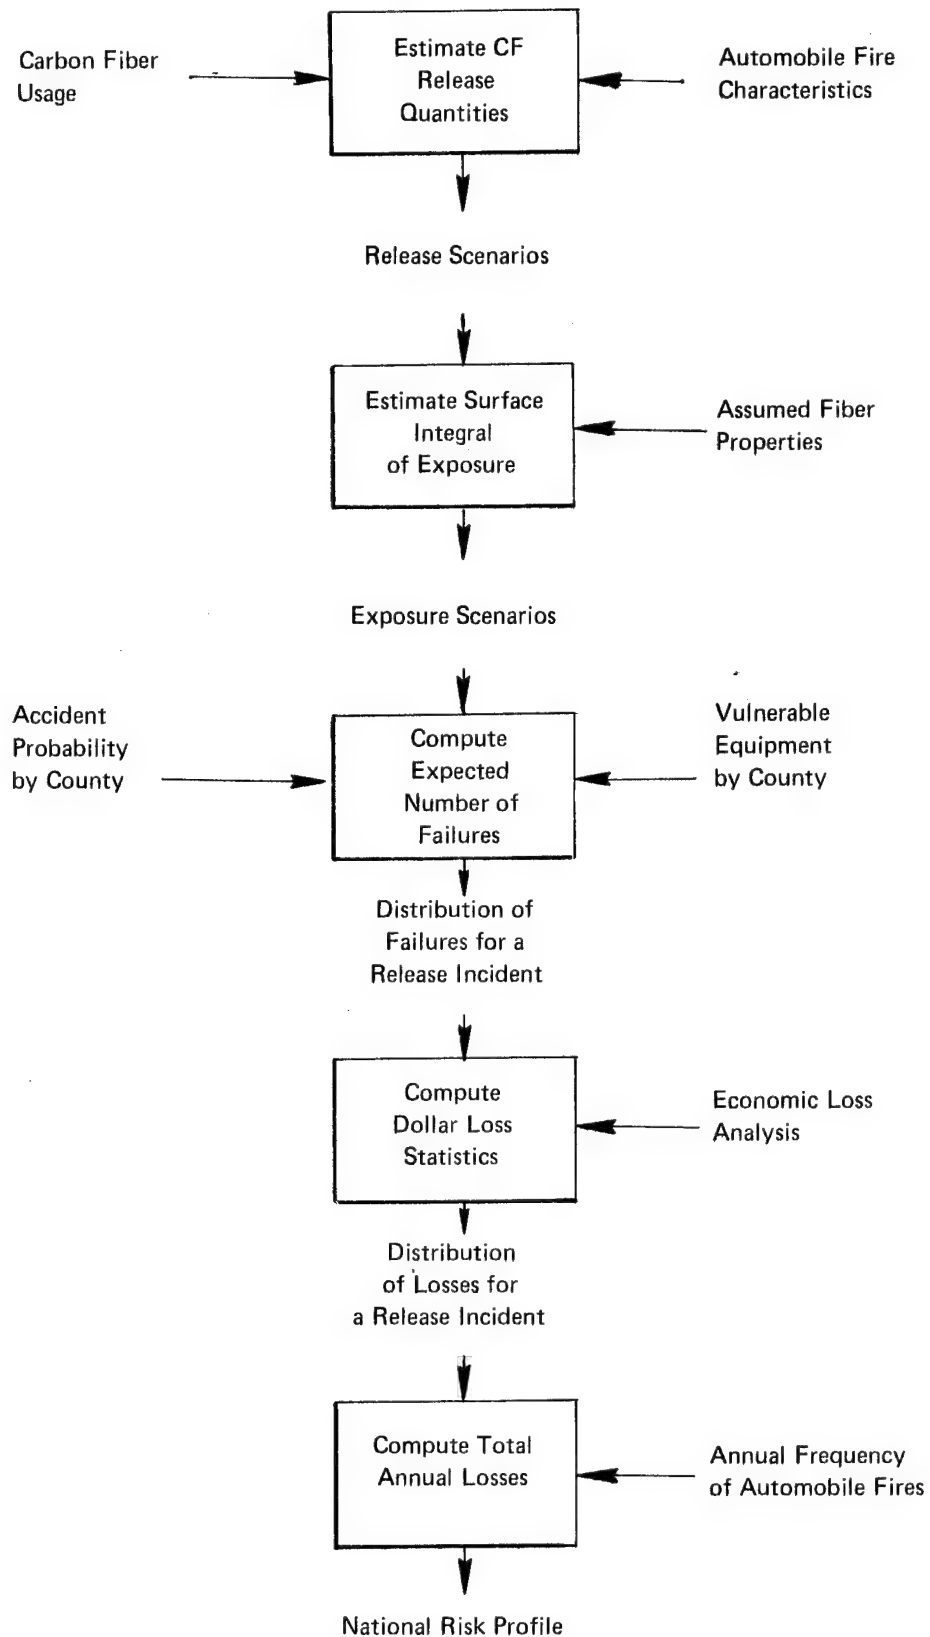 Carbon Fiber
Usage
Estimate CF
Release
Quantities
Automobile Fire
Characteristics
Release Scenarios
Estimate Surface
Integral
of Exposure
Assumed Fiber
Properties
Exposure Scenarios
Accident
Probability
by County
Compute
Expected
Number of
Failures
Vulnerable
Equipment
by County
Distribution of
Failures for a
Release Incident
Compute
Dollar Loss
Statistics
Economic Loss
Analysis
Distribution
of Losses for
a Release Incident
Compute Total
Annual Losses
Annual Frequency
of Automobile Fires
National Risk Profile